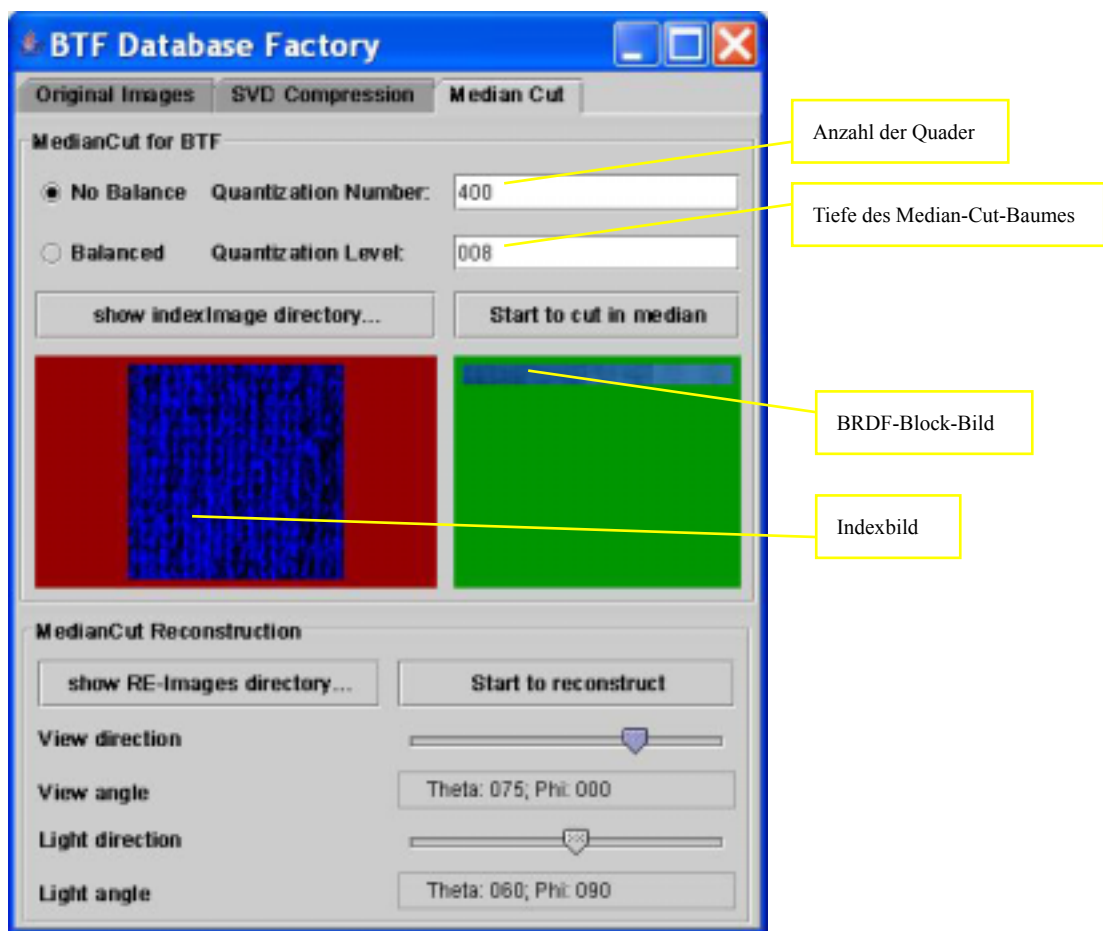 BTF Database Factory
Original Images SVD Compression Median Cut
MedianCut for BTF
No Balance Quantization Number: 400
Balanced Quantization Level: 008
show indexImage directory... Start to cut in median
MedianCut Reconstruction
show RE-Images directory... Start to reconstruct
View direction
View angle Theta: 075; Phi: 000
Light direction
Light angle Theta: 060; Phi: 090
Anzahl der Quader
Tiefe des Median-Cut-Baumes
BRDF-Block-Bild
Indexbild